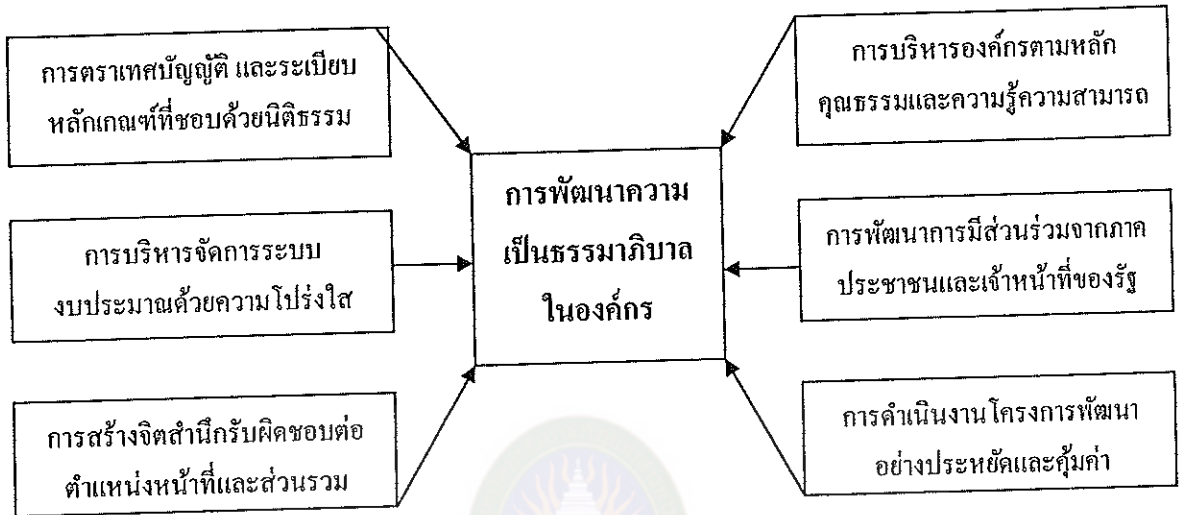 การตราเทศบัญญัติ และระเบียบ
หลักเกณฑ์ที่ชอบด้วยนิติธรรม
การบริหารจัดการระบบ
งบประมาณด้วยความโปร่งใส
การสร้างจิตสำนึกรับผิดชอบต่อ
ตำแหน่งหน้าที่และส่วนรวม
การพัฒนาความ
เป็นธรรมาภิบาล
ในองค์กร
การบริหารองค์กรตามหลัก
คุณธรรมและความรู้ความสามารถ
การพัฒนาการมีส่วนร่วมจากภาค
ประชาชนและเจ้าหน้าที่ของรัฐ
การดำเนินงานโครงการพัฒนา
อย่างประหยัดและคุ้มค่า